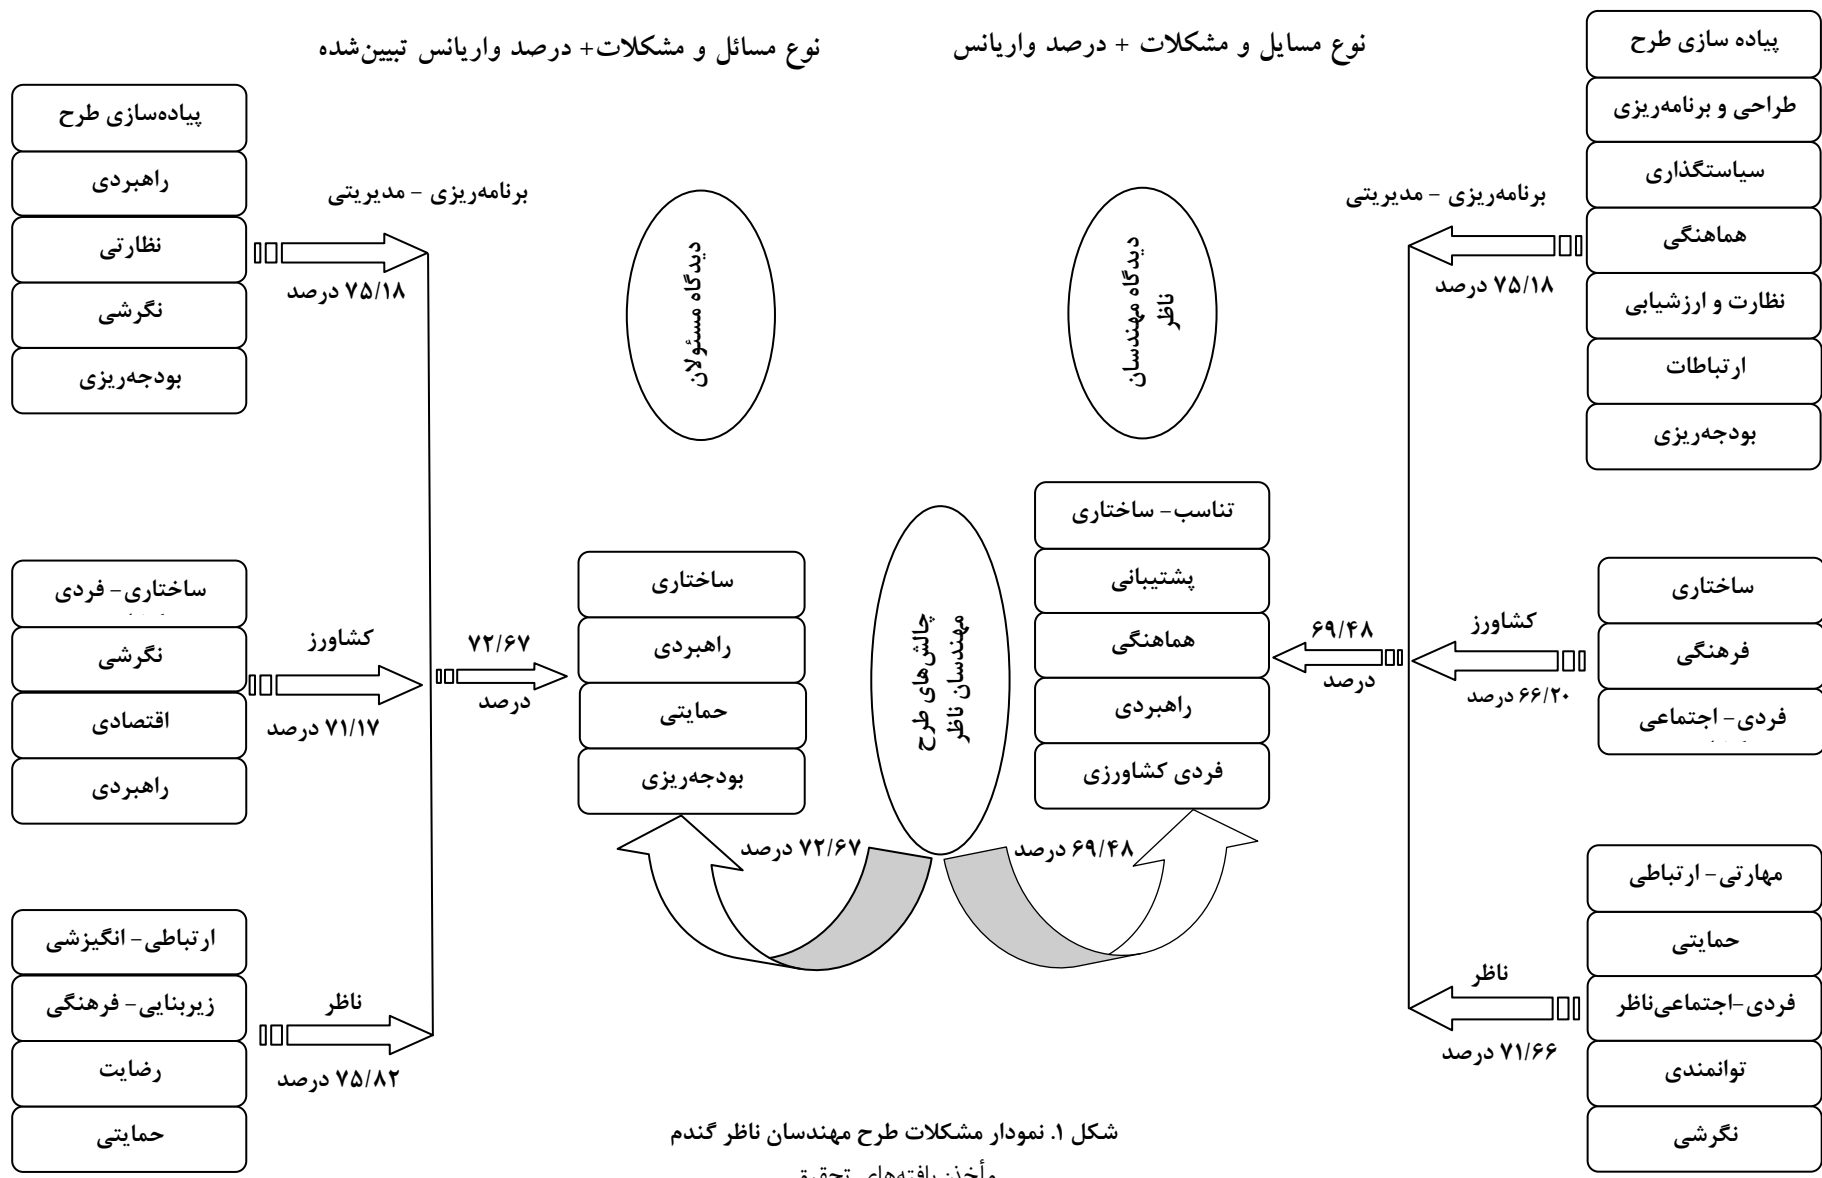 نوع مسایل و مشکلات + درصد واریانس
نوع مسائل و مشکلات+ درصد واریانس تبیین‌شده
پیاده سازی طرح
طراحی و برنامه‌ریزی
سیاستگذاری
هماهنگی
نظارت و ارزشیابی
ارتباطات
بودجه‌ریزی
برنامه‌ریزی – مدیریتی
۷۵/۱۸ درصد
ساختاری
فرهنگی
فردی- اجتماعی
کشاورز
۶۶/۲۰ درصد
مهارتی- ارتباطی
حمایتی
فردی-اجتماعی‌ناظر
توانمندی
نگرشی
ناظر
۷۱/۶۶ درصد
دیدگاه مهندسان
ناظر
۶۹/۴۸
درصد
تناسب- ساختاری
پشتیبانی
هماهنگی
راهبردی
فردی کشاورزی
۶۹/۴۸ درصد
چالش‌های طرح
مهندسان ناظر
دیدگاه مسئولان
ساختاری
راهبردی
حمایتی
بودجه‌ریزی
۷۲/۶۷ درصد
۷۲/۶۷
درصد
برنامه‌ریزی – مدیریتی
۷۵/۱۸ درصد
پیاده‌سازی طرح
راهبردی
نظارتی
نگرشی
بودجه‌ریزی
کشاورز
۷۱/۱۷ درصد
ساختاری- فردی
نگرشی
اقتصادی
راهبردی
ناظر
۷۵/۸۲ درصد
ارتباطی- انگیزشی
زیربنایی- فرهنگی
رضایت
حمایتی
شکل ۱. نمودار مشکلات طرح مهندسان ناظر گندم
مأخذ: یافته‌های تحقیق